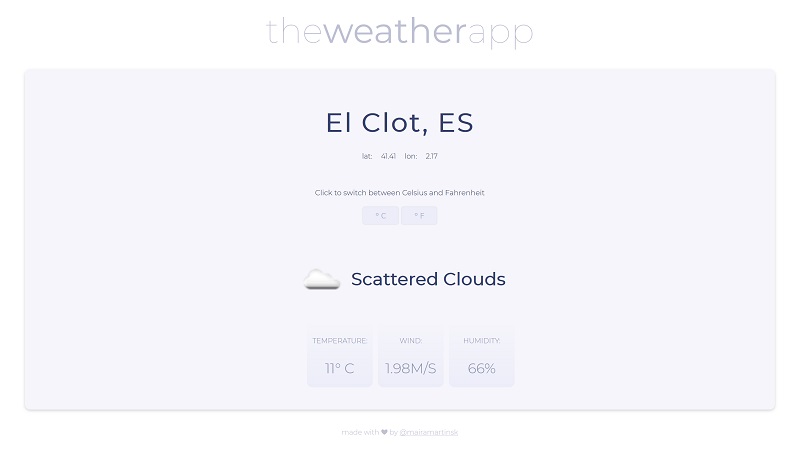 theweatherapp
El Clot, ES
lat: 41.41 lon: 2.17
Click to switch between Celsius and Fahrenheit
° C ° F
Scattered Clouds
TEMPERATURE: WIND: HUMIDITY:
11° C 1.98M/S 66%
made with ♥ by